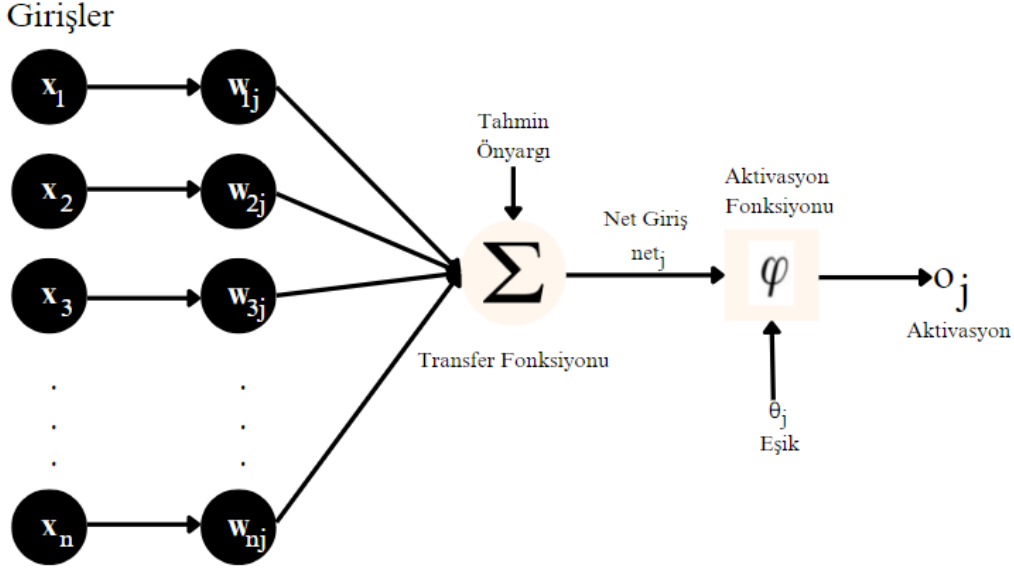 Girişler
x1
w1j
x2
w2j
x3
w3j
.
.
.
.
.
.
xn
wnj
Tahmin
Önyargı
Σ
Transfer Fonksiyonu
Net Giriş
netj
Aktivasyon
Fonksiyonu
φ
θj
Eşik
oj
Aktivasyon